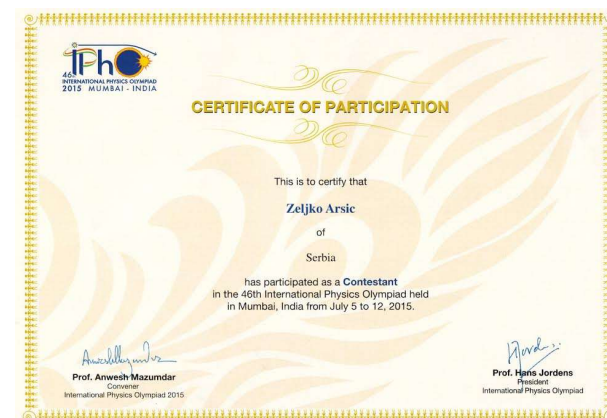 46th
IPhO
INTERNATIONAL PHYSICS OLYMPIAD
2015 MUMBAI - INDIA
CERTIFICATE OF PARTICIPATION
This is to certify that
Zeljko Arsic
of
Serbia
has participated as a Contestant
in the 46th International Physics Olympiad held
in Mumbai, India from July 5 to 12, 2015.
Prof. Anwesh Mazumdar
Convener
International Physics Olympiad 2015
Prof. Hans Jordens
President
International Physics Olympiad